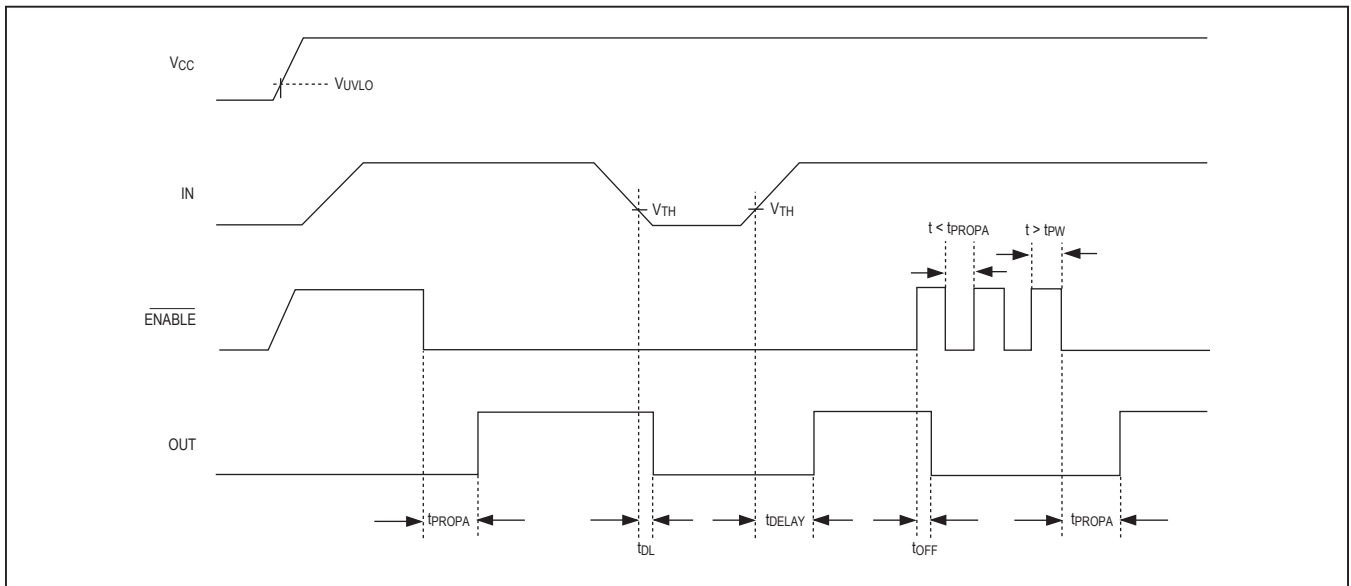 VCC
VUVLO
IN
VTH
VTH
t < tPROPA
t > tPW
ENABLE
OUT
tPROPA
tDL
tDELAY
tOFF
tPROPA